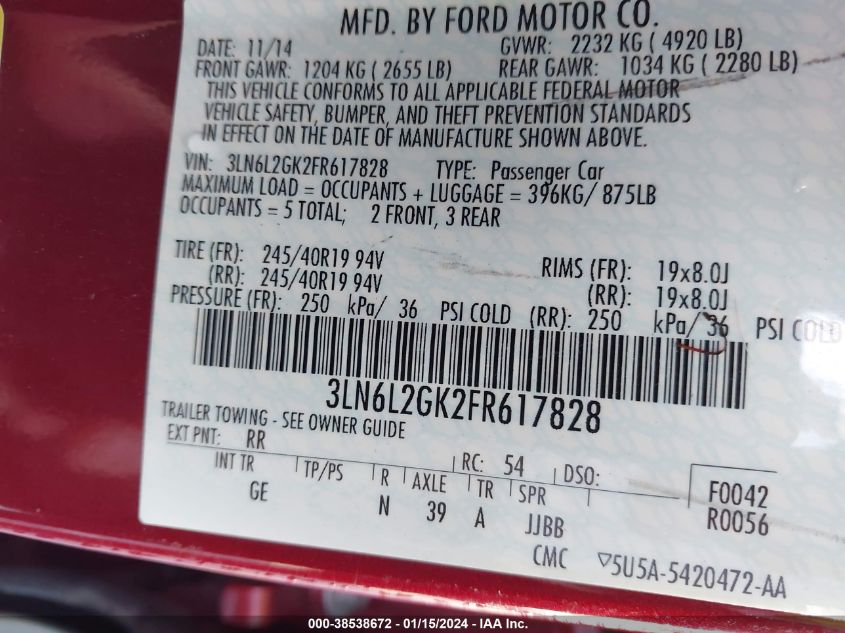 MFD. BY FORD MOTOR CO.
DATE: 11/14 GVWR: 2232 KG ( 4920 LB)
FRONT GAWR: 1204 KG ( 2655 LB) REAR GAWR: 1034 KG ( 2280 LB)
THIS VEHICLE CONFORMS TO ALL APPLICABLE FEDERAL MOTOR
VEHICLE SAFETY, BUMPER, AND THEFT PREVENTION STANDARDS
IN EFFECT ON THE DATE OF MANUFACTURE SHOWN ABOVE.
VIN: 3LN6L2GK2FR617828 TYPE: Passenger Car
MAXIMUM LOAD = OCCUPANTS + LUGGAGE = 396KG/ 875LB
OCCUPANTS = 5 TOTAL; 2 FRONT, 3 REAR
TIRE (FR): 245/40R19 94V RIMS (FR): 19x8.0J
(RR): 245/40R19 94V (RR): 19x8.0J
PRESSURE (FR): 250 kPa/ 36 PSI COLD (RR): 250 kPa/ 36 PSI COLD
3LN6L2GK2FR617828
TRAILER TOWING - SEE OWNER GUIDE
EXT PNT: RR RC: 54 DSO:
INT TR TP/PS R AXLE TR SPR F0042
GE N 39 A JJBB R0056
CMC ▽5U5A-5420472-AA
000-38538672 - 01/15/2024 - IAAI Inc.